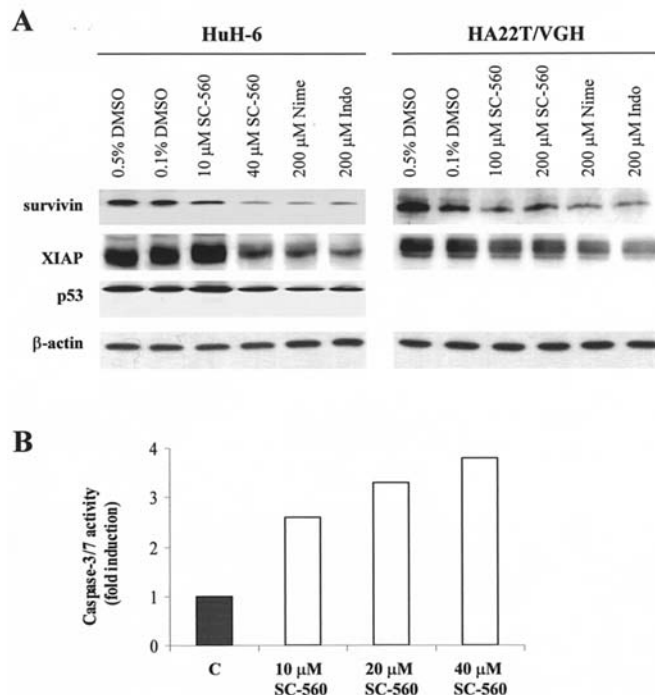 A
HuH-6
HA22T/VGH
0.5% DMSO
0.1% DMSO
10 μM SC-560
40 μM SC-560
200 μM Nime
200 μM Indo
0.5% DMSO
0.1% DMSO
100 μM SC-560
200 μM SC-560
200 μM Nime
200 μM Indo
survivin
XIAP
p53
β-actin
B
Caspase-3/7 activity
(fold induction)
4
3
2
1
0
C
10 μM
SC-560
20 μM
SC-560
40 μM
SC-560